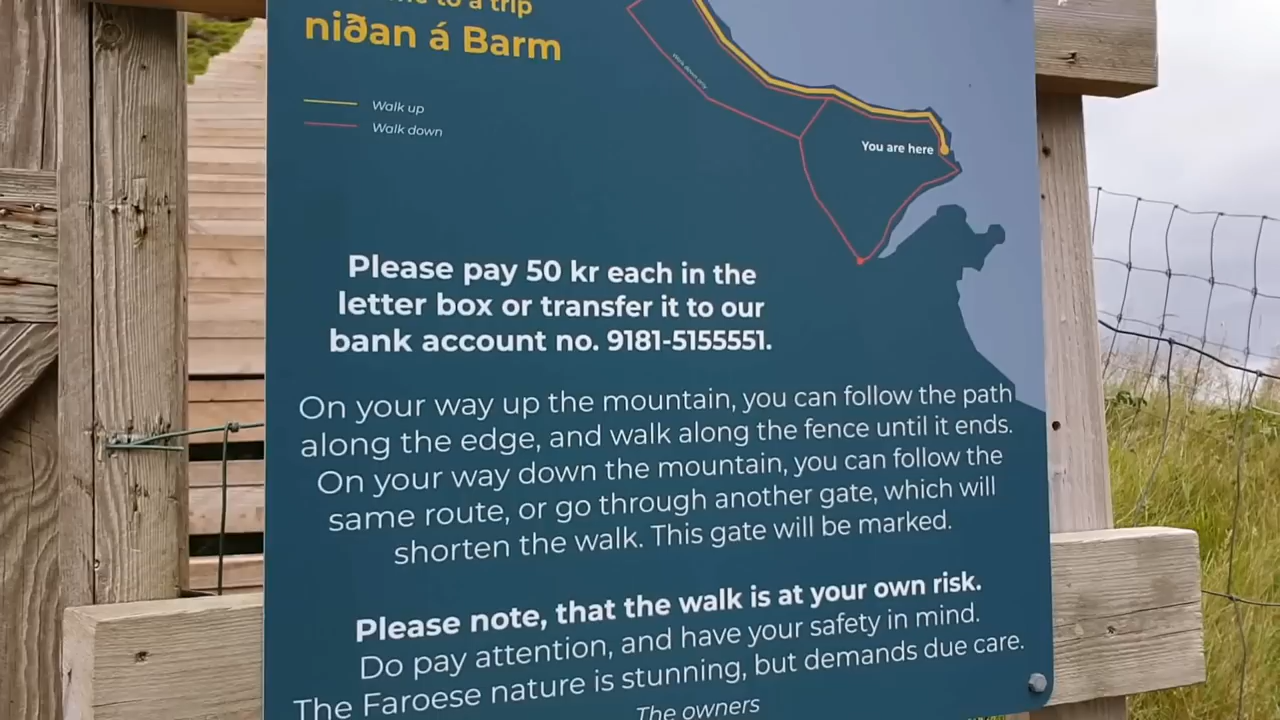 to a trip
niðan á Barm
Walk up
Walk down
Walk down only
You are here
Please pay 50 kr each in the
letter box or transfer it to our
bank account no. 9181-5155551.
On your way up the mountain, you can follow the path
along the edge, and walk along the fence until it ends.
On your way down the mountain, you can follow the
same route, or go through another gate, which will
shorten the walk. This gate will be marked.
Please note, that the walk is at your own risk.
Do pay attention, and have your safety in mind.
The Faroese nature is stunning, but demands due care.
The owners